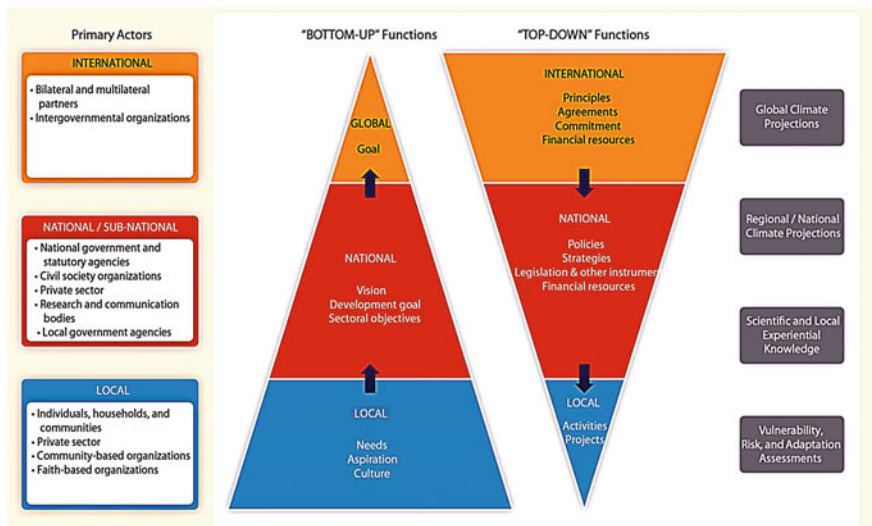 Primary Actors
INTERNATIONAL
• Bilateral and multilateral
partners
• Intergovernmental organizations
NATIONAL / SUB-NATIONAL
• National government and
statutory agencies
• Civil society organizations
• Private sector
• Research and communication
bodies
• Local government agencies
LOCAL
• Individuals, households, and
communities
• Private sector
• Community-based organizations
• Faith-based organizations
“BOTTOM-UP” Functions
GLOBAL
Goal
NATIONAL
Vision
Development goal
Sectoral objectives
LOCAL
Needs
Aspiration
Culture
“TOP-DOWN” Functions
INTERNATIONAL
Principles
Agreements
Commitment
Financial resources
NATIONAL
Policies
Strategies
Legislation & other instrument
Financial resources
LOCAL
Activities
Projects
Global Climate
Projections
Regional / National
Climate Projections
Scientific and Local
Experiential
Knowledge
Vulnerability,
Risk, and Adaptation
Assessments